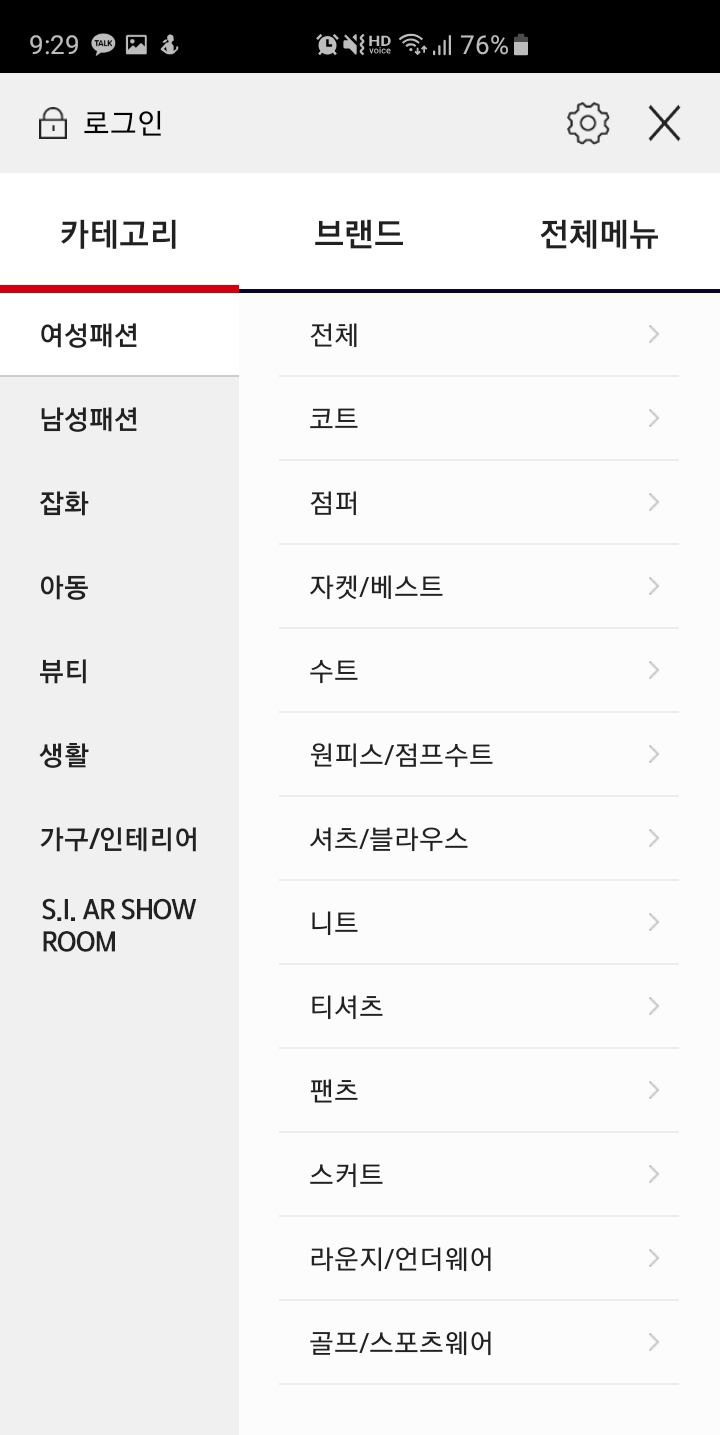 9:29 TALK HD voice 76%
로그인
카테고리 브랜드 전체메뉴
여성패션
남성패션
잡화
아동
뷰티
생활
가구/인테리어
S.I. AR SHOW
ROOM
전체
코트
점퍼
자켓/베스트
수트
원피스/점프수트
셔츠/블라우스
니트
티셔츠
팬츠
스커트
라운지/언더웨어
골프/스포츠웨어